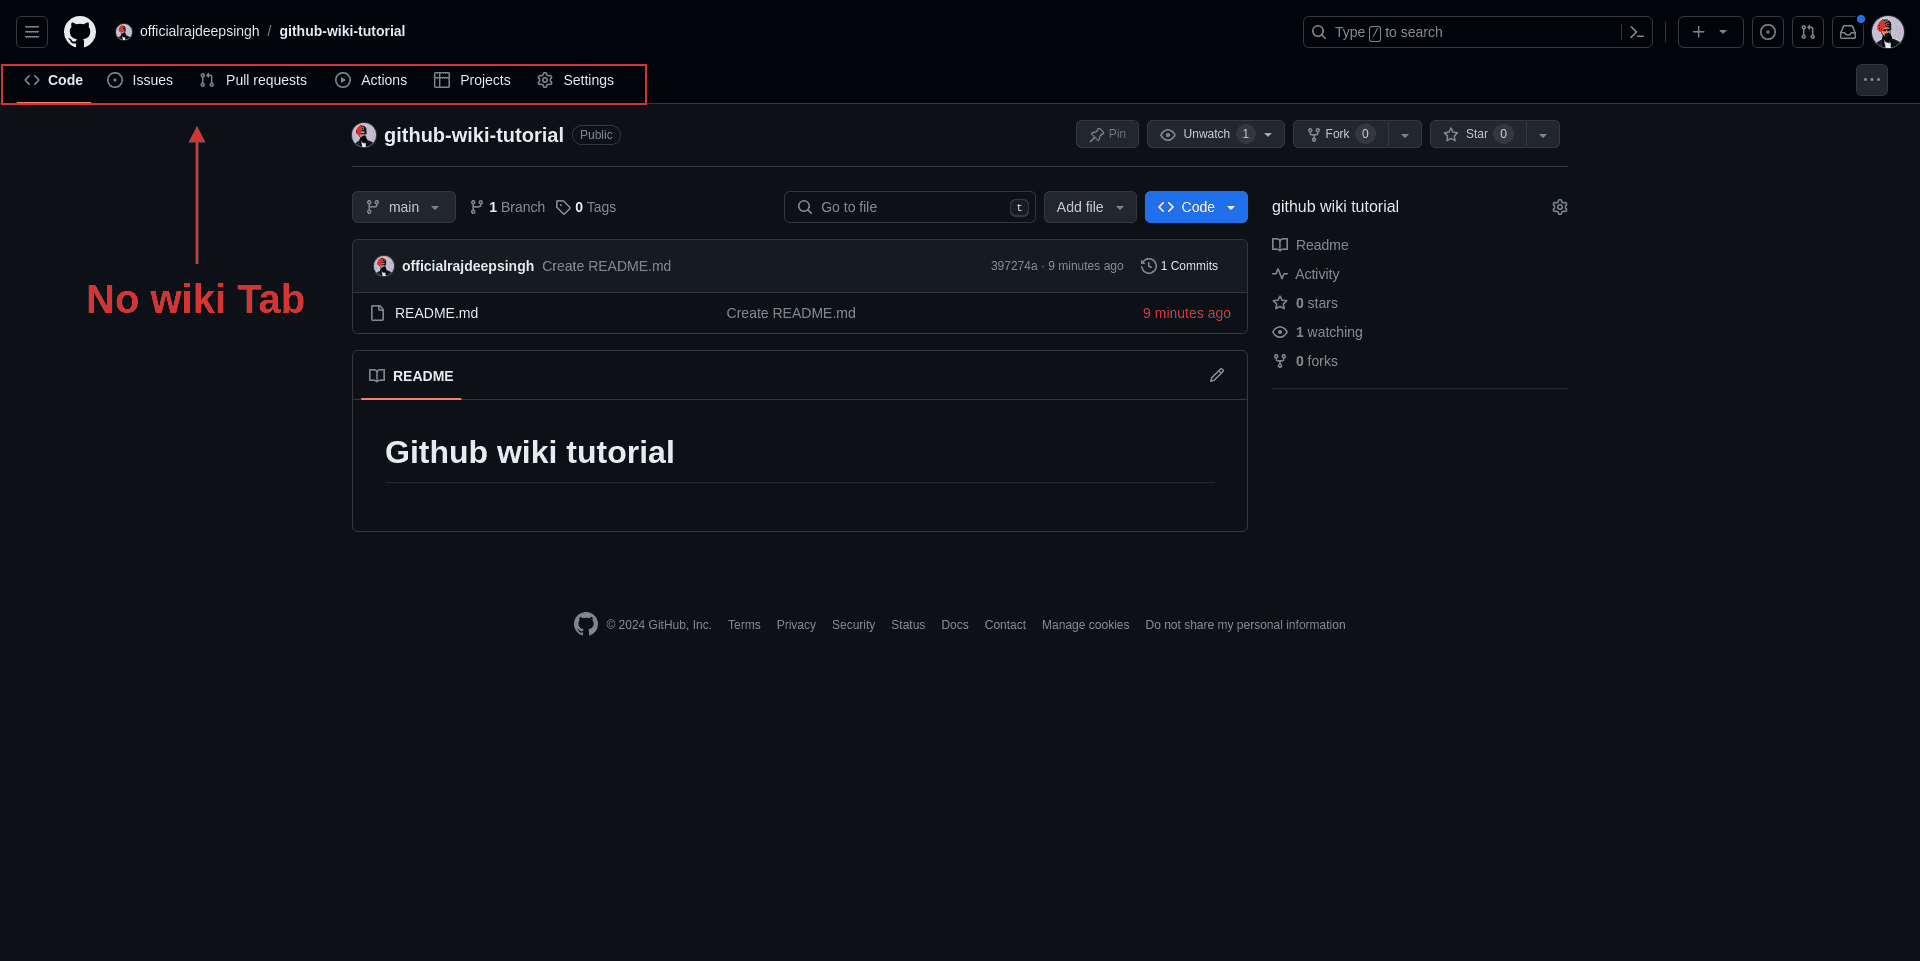 officialrajdeepsingh / github-wiki-tutorial
Type / to search
Code Issues Pull requests Actions Projects Settings
github-wiki-tutorial Public
Pin Unwatch 1 Fork 0 Star 0
main 1 Branch 0 Tags Go to file t Add file Code
officialrajdeepsingh Create README.md 397274a · 9 minutes ago 1 Commits
README.md Create README.md 9 minutes ago
README
Github wiki tutorial
github wiki tutorial
Readme
Activity
0 stars
1 watching
0 forks
No wiki Tab
© 2024 GitHub, Inc. Terms Privacy Security Status Docs Contact Manage cookies Do not share my personal information